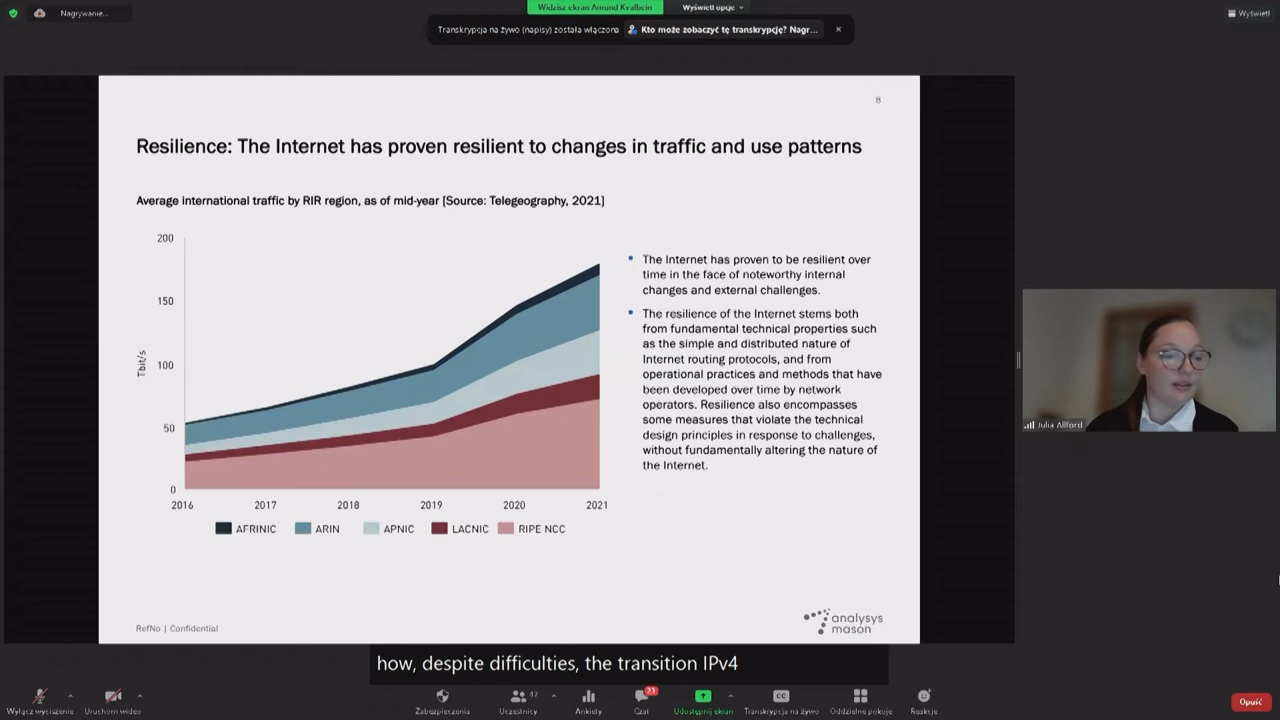 Nagrywanie...
Widzisz ekran Amund Kvalbein
Wyświetl opcje
Wyświetl
Transkrypcja na żywo (napisy) została włączona
Kto może zobaczyć tę transkrypcję? Nagr...
8
Resilience: The Internet has proven resilient to changes in traffic and use patterns
Average international traffic by RIR region, as of mid-year [Source: Telegeography, 2021]
200
150
100
50
0
Tbit/s
2016 2017 2018 2019 2020 2021
AFRINIC ARIN APNIC LACNIC RIPE NCC
The Internet has proven to be resilient over
time in the face of noteworthy internal
changes and external challenges.
The resilience of the Internet stems both
from fundamental technical properties such
as the simple and distributed nature of
Internet routing protocols, and from
operational practices and methods that have
been developed over time by network
operators. Resilience also encompasses
some measures that violate the technical
design principles in response to challenges,
without fundamentally altering the nature of
the Internet.
Julia Allford
RefNo | Confidential
analysys
mason
how, despite difficulties, the transition IPv4
Wyłącz wyciszenie
Uruchom wideo
Zabezpieczenia
Uczestnicy
42
Ankiety
Czat
21
Udostępnij ekran
CC
Transkrypcja na żywo
Oddzielne pokoje
Reakcje
Opuść